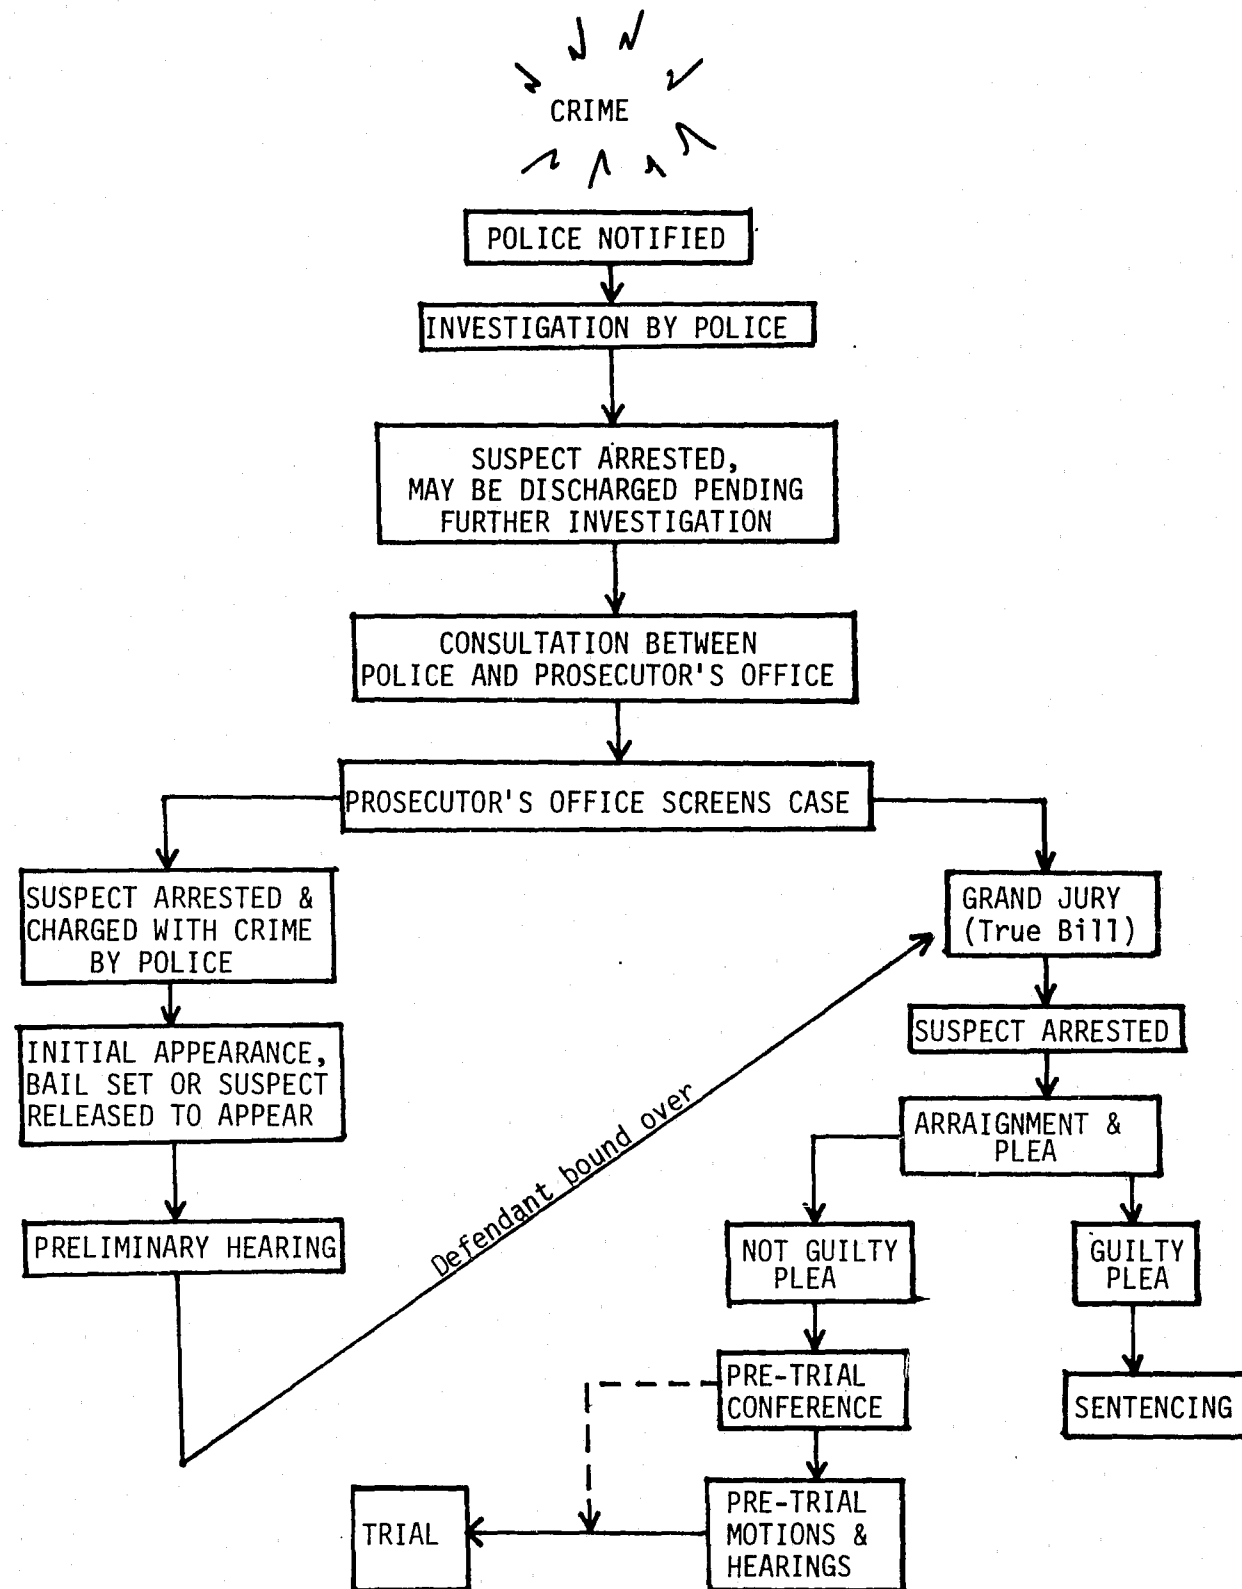 CRIME
POLICE NOTIFIED
INVESTIGATION BY POLICE
SUSPECT ARRESTED,
MAY BE DISCHARGED PENDING
FURTHER INVESTIGATION
CONSULTATION BETWEEN
POLICE AND PROSECUTOR'S OFFICE
PROSECUTOR'S OFFICE SCREENS CASE
SUSPECT ARRESTED &
CHARGED WITH CRIME
BY POLICE
INITIAL APPEARANCE,
BAIL SET OR SUSPECT
RELEASED TO APPEAR
PRELIMINARY HEARING
Defendant bound over
GRAND JURY
(True Bill)
SUSPECT ARRESTED
ARRAIGNMENT &
PLEA
NOT GUILTY
PLEA
GUILTY
PLEA
PRE-TRIAL
CONFERENCE
SENTENCING
PRE-TRIAL
MOTIONS &
HEARINGS
TRIAL